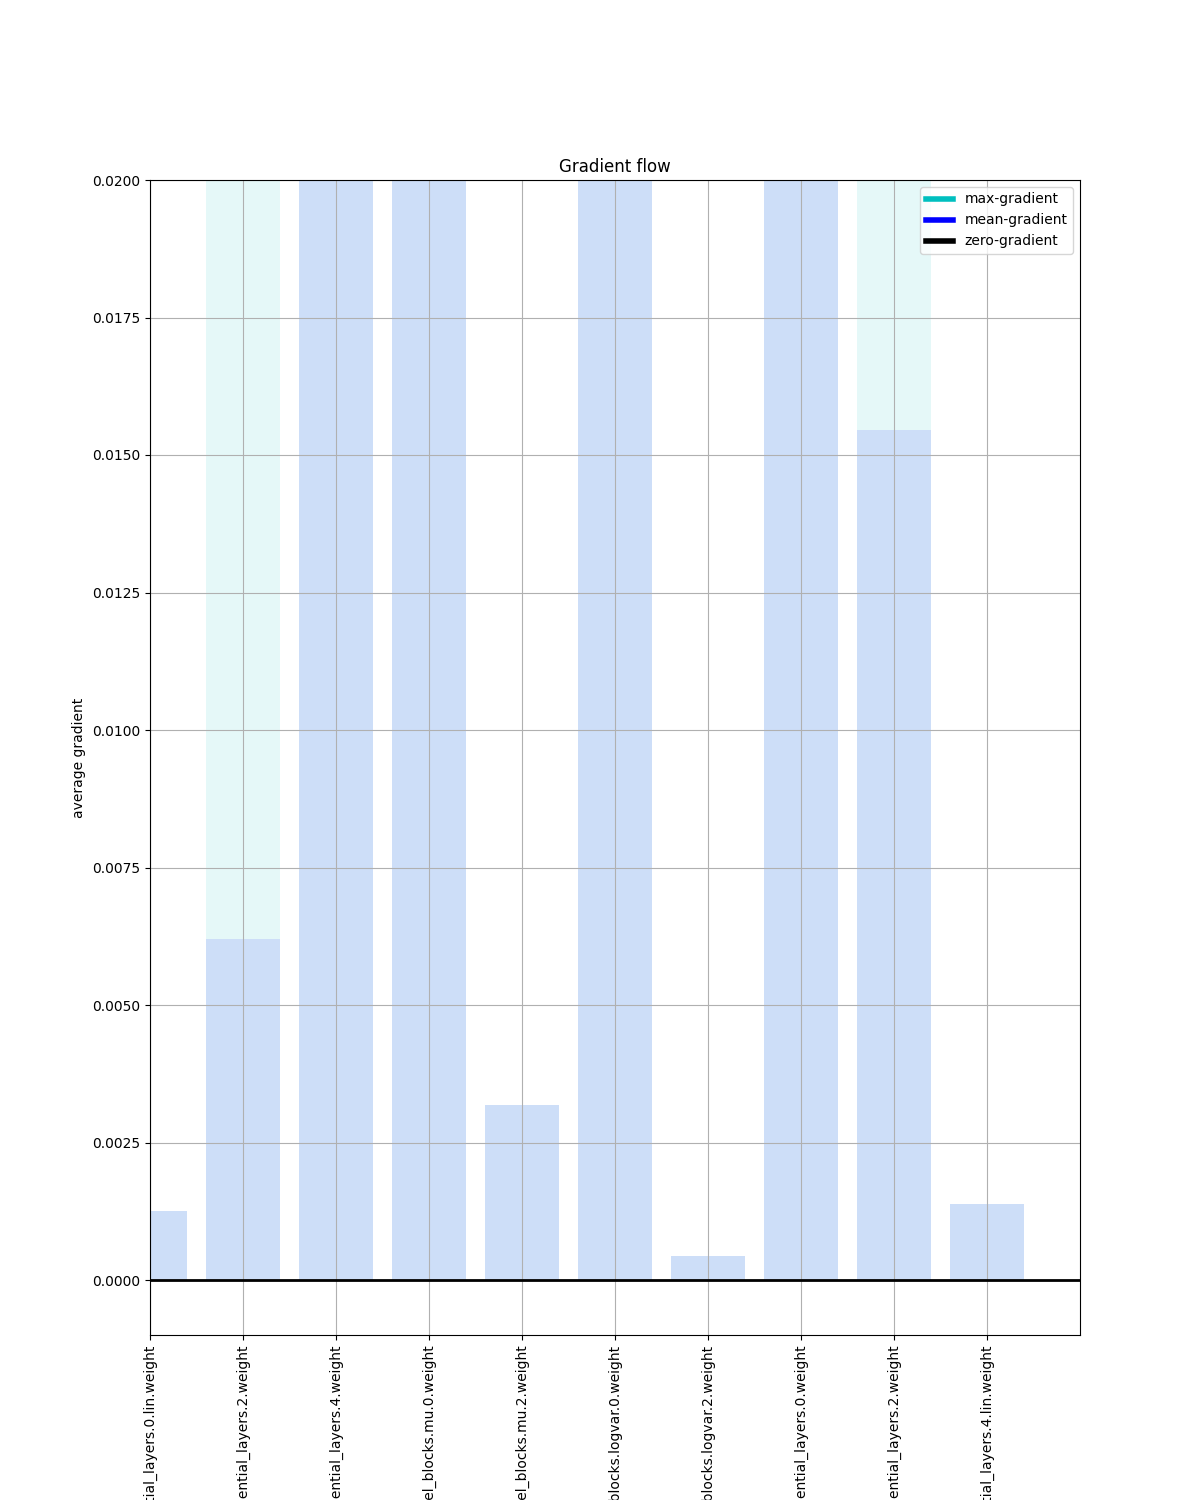 Gradient flow
max-gradient
mean-gradient
zero-gradient
0.0200
0.0175
0.0150
0.0125
0.0100
0.0075
0.0050
0.0025
0.0000
average gradient
tial_layers.0.lin.weight
ential_layers.2.weight
ential_layers.4.weight
el_blocks.mu.0.weight
el_blocks.mu.2.weight
blocks.logvar.0.weight
blocks.logvar.2.weight
ential_layers.0.weight
ential_layers.2.weight
tial_layers.4.lin.weight